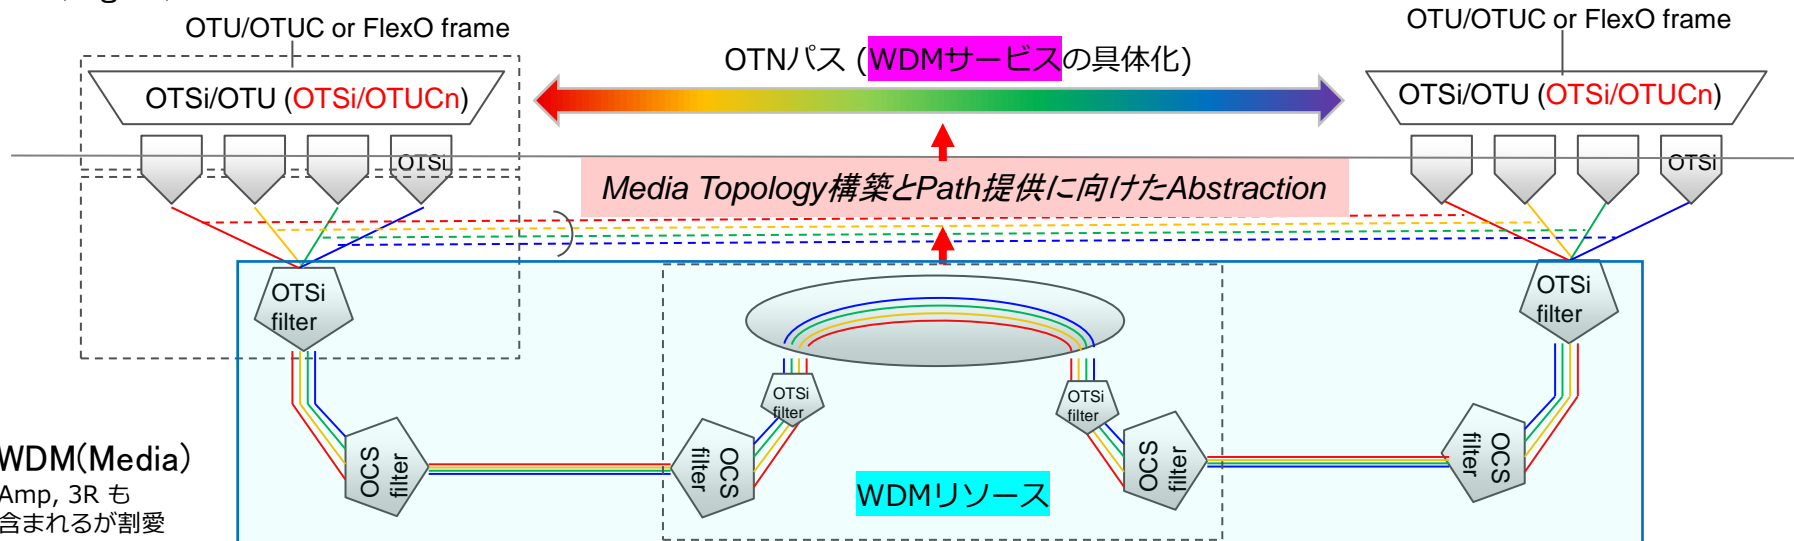 OTU/OTUC or FlexO frame
OTU/OTUC or FlexO frame
OTNパス (WDMサービスの具体化)
OTSi/OTU (OTSi/OTUCn)
OTSi/OTU (OTSi/OTUCn)
OTSi
OTSi
Media Topology構築とPath提供に向けたAbstraction
OTSi
filter
OTSi
filter
OTSi
filter
OTSi
filter
OCS
filter
OCS
filter
OCS
filter
OCS
filter
WDM(Media)
Amp, 3R も
含まれるが割愛
WDMリソース